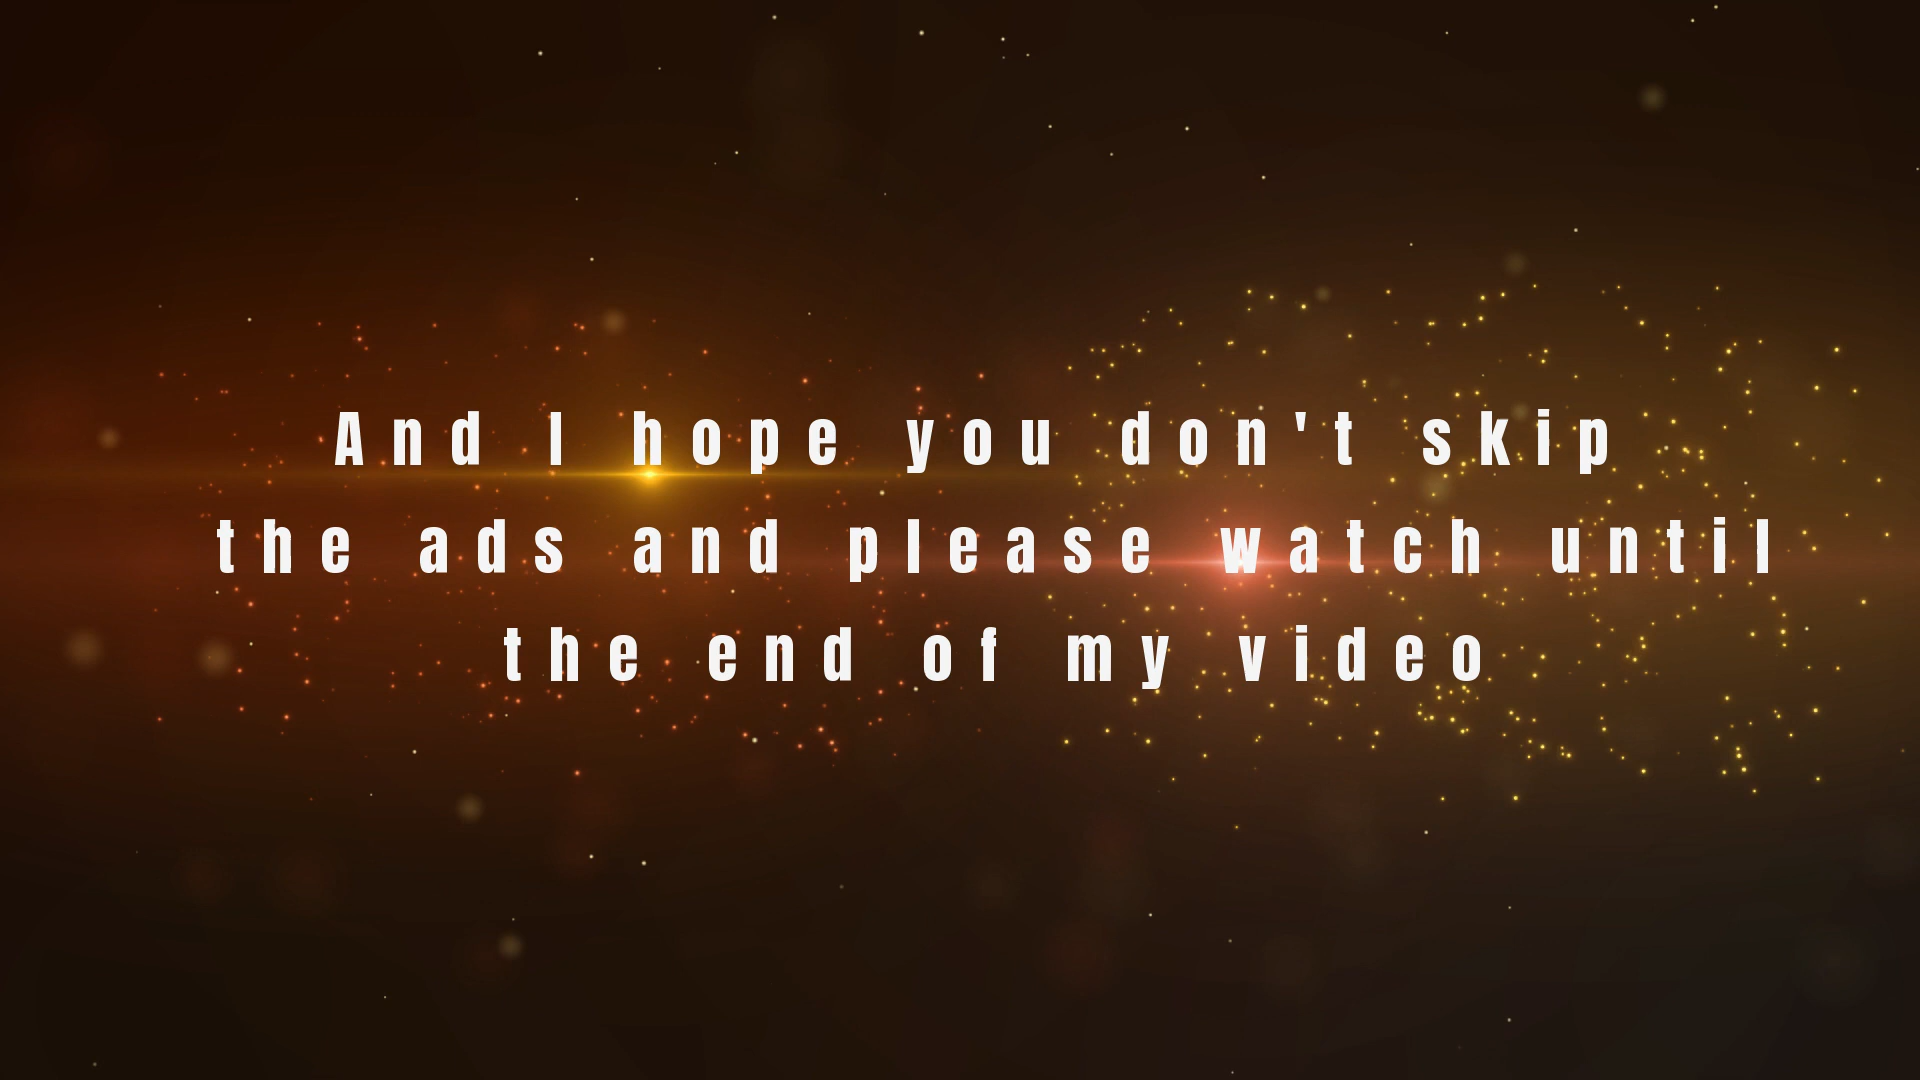 And I hope you don't skip
the ads and please watch until
the end of my video